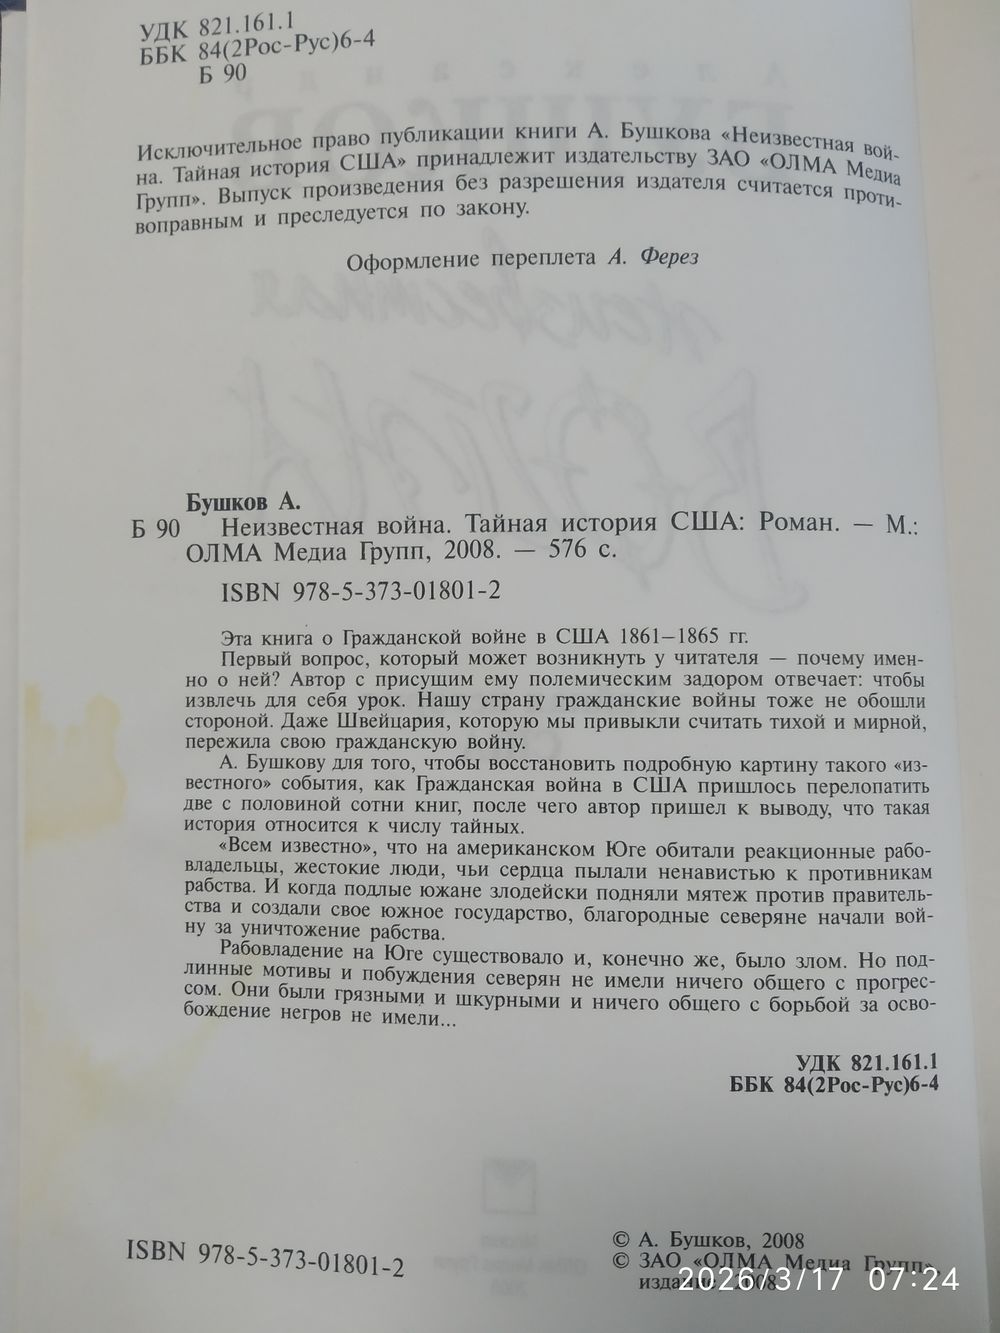 УДК 821.161.1
ББК 84(2Рос-Рус)6-4
Б 90
Исключительное право публикации книги А. Бушкова «Неизвестная вой-
на. Тайная история США» принадлежит издательству ЗАО «ОЛМА Медиа
Групп». Выпуск произведения без разрешения издателя считается проти-
воправным и преследуется по закону.
Оформление переплета А. Ферез
Бушков А.
Б 90 Неизвестная война. Тайная история США: Роман. — М.:
ОЛМА Медиа Групп, 2008. — 576 с.
ISBN 978-5-373-01801-2
Эта книга о Гражданской войне в США 1861—1865 гг.
Первый вопрос, который может возникнуть у читателя — почему имен-
но о ней? Автор с присущим ему полемическим задором отвечает: чтобы
извлечь для себя урок. Нашу страну гражданские войны тоже не обошли
стороной. Даже Швейцария, которую мы привыкли считать тихой и мирной,
пережила свою гражданскую войну.
А. Бушкову для того, чтобы восстановить подробную картину такого «из-
вестного» события, как Гражданская война в США пришлось перелопатить
две с половиной сотни книг, после чего автор пришел к выводу, что такая
история относится к числу тайных.
«Всем известно», что на американском Юге обитали реакционные рабо-
владельцы, жестокие люди, чьи сердца пылали ненавистью к противникам
рабства. И когда подлые южане злодейски подняли мятеж против правитель-
ства и создали свое южное государство, благородные северяне начали вой-
ну за уничтожение рабства.
Рабовладение на Юге существовало и, конечно же, было злом. Но под-
линные мотивы и побуждения северян не имели ничего общего с прогрес-
сом. Они были грязными и шкурными и ничего общего с борьбой за осво-
бождение негров не имели...
УДК 821.161.1
ББК 84(2Рос-Рус)6-4
ISBN 978-5-373-01801-2
© А. Бушков, 2008
© ЗАО «ОЛМА Медиа Групп»,
издание, 2008
2026/3/17 07:24